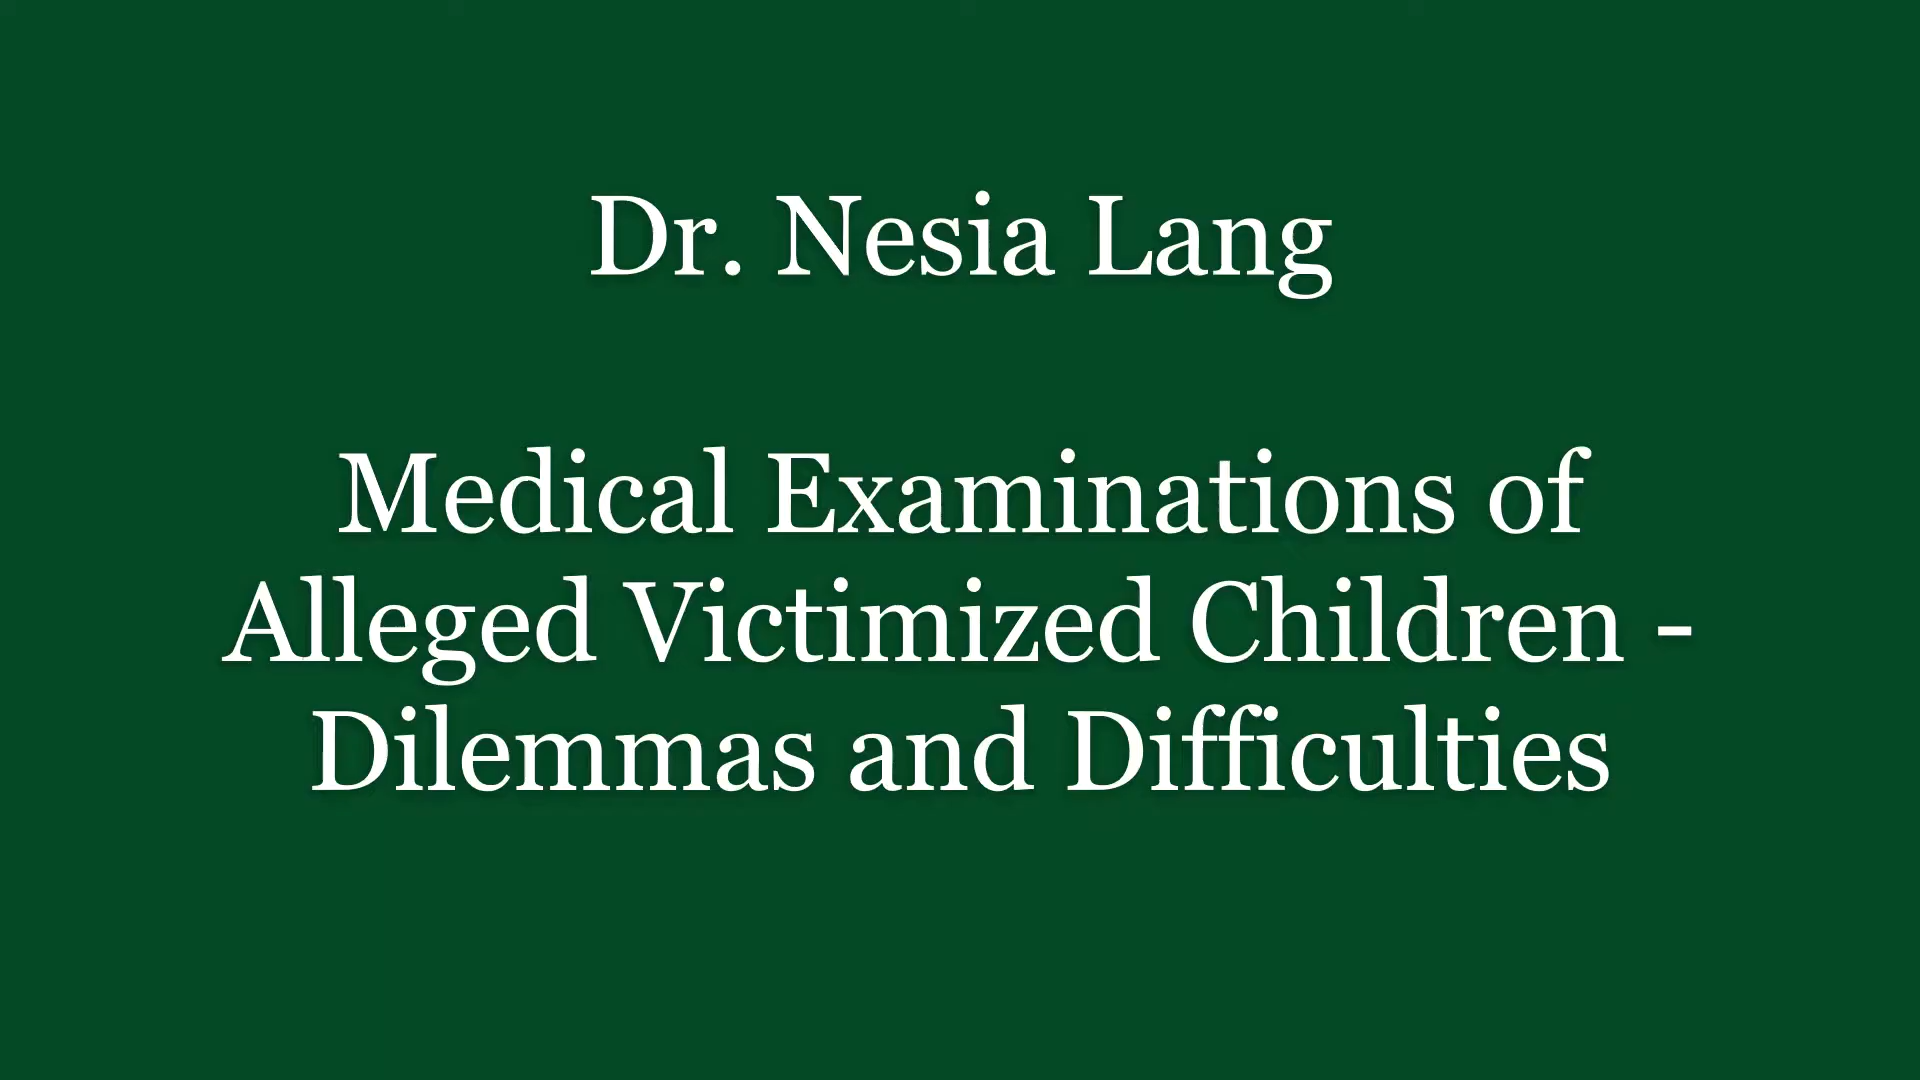 Dr. Nesia Lang
Medical Examinations of
Alleged Victimized Children -
Dilemmas and Difficulties